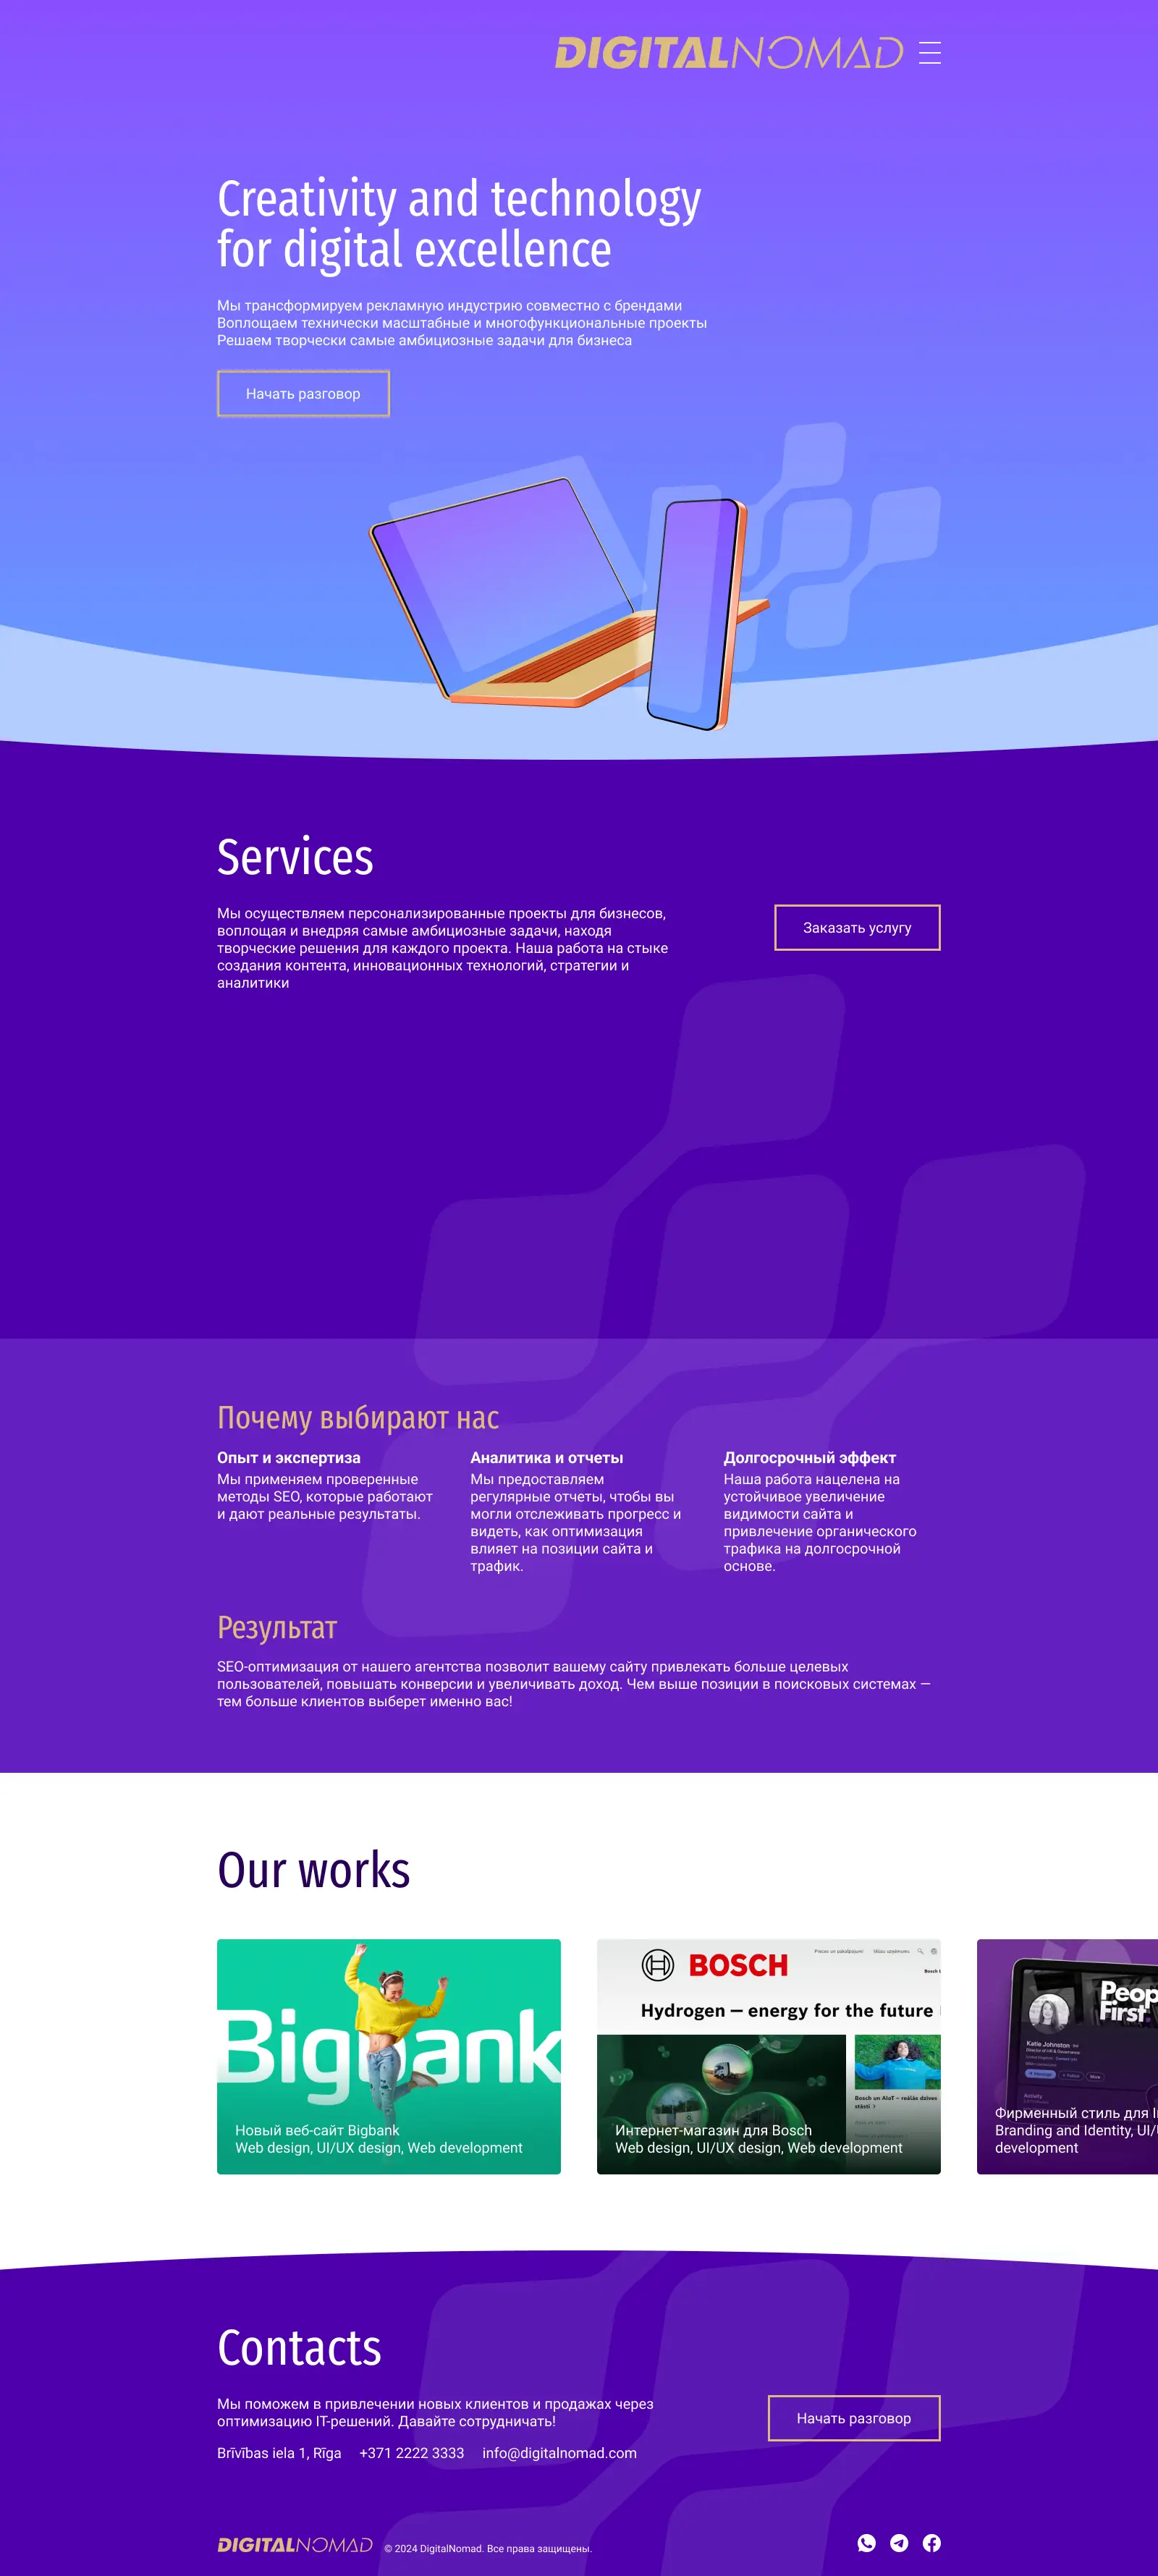 DIGITALNOMAD
Creativity and technology
for digital excellence
Мы трансформируем рекламную индустрию совместно с брендами
Воплощаем технически масштабные и многофункциональные проекты
Решаем творчески самые амбициозные задачи для бизнеса
Начать разговор
Services
Мы осуществляем персонализированные проекты для бизнесов,
воплощая и внедряя самые амбициозные задачи, находя
творческие решения для каждого проекта. Наша работа на стыке
создания контента, инновационных технологий, стратегии и
аналитики
Заказать услугу
Почему выбирают нас
Опыт и экспертиза
Мы применяем проверенные
методы SEO, которые работают
и дают реальные результаты.
Аналитика и отчеты
Мы предоставляем
регулярные отчеты, чтобы вы
могли отслеживать прогресс и
видеть, как оптимизация
влияет на позиции сайта и
трафик.
Долгосрочный эффект
Наша работа нацелена на
устойчивое увеличение
видимости сайта и
привлечение органического
трафика на долгосрочной
основе.
Результат
SEO-оптимизация от нашего агентства позволит вашему сайту привлекать больше целевых
пользователей, повышать конверсии и увеличивать доход. Чем выше позиции в поисковых системах —
тем больше клиентов выберет именно вас!
Our works
Bigbank
Новый веб-сайт Bigbank
Web design, UI/UX design, Web development
BOSCH
Hydrogen — energy for the future
Bosch un AIoT – reālās dzīves
stāsti
Интернет-магазин для Bosch
Web design, UI/UX design, Web development
First
Katie Johnston
Activity
Фирменный стиль для
Branding and Identity,
development
Contacts
Мы поможем в привлечении новых клиентов и продажах через
оптимизацию IT-решений. Давайте сотрудничать!
Brīvības iela 1, Rīga +371 2222 3333 info@digitalnomad.com
Начать разговор
DIGITALNOMAD © 2024 DigitalNomad. Все права защищены.